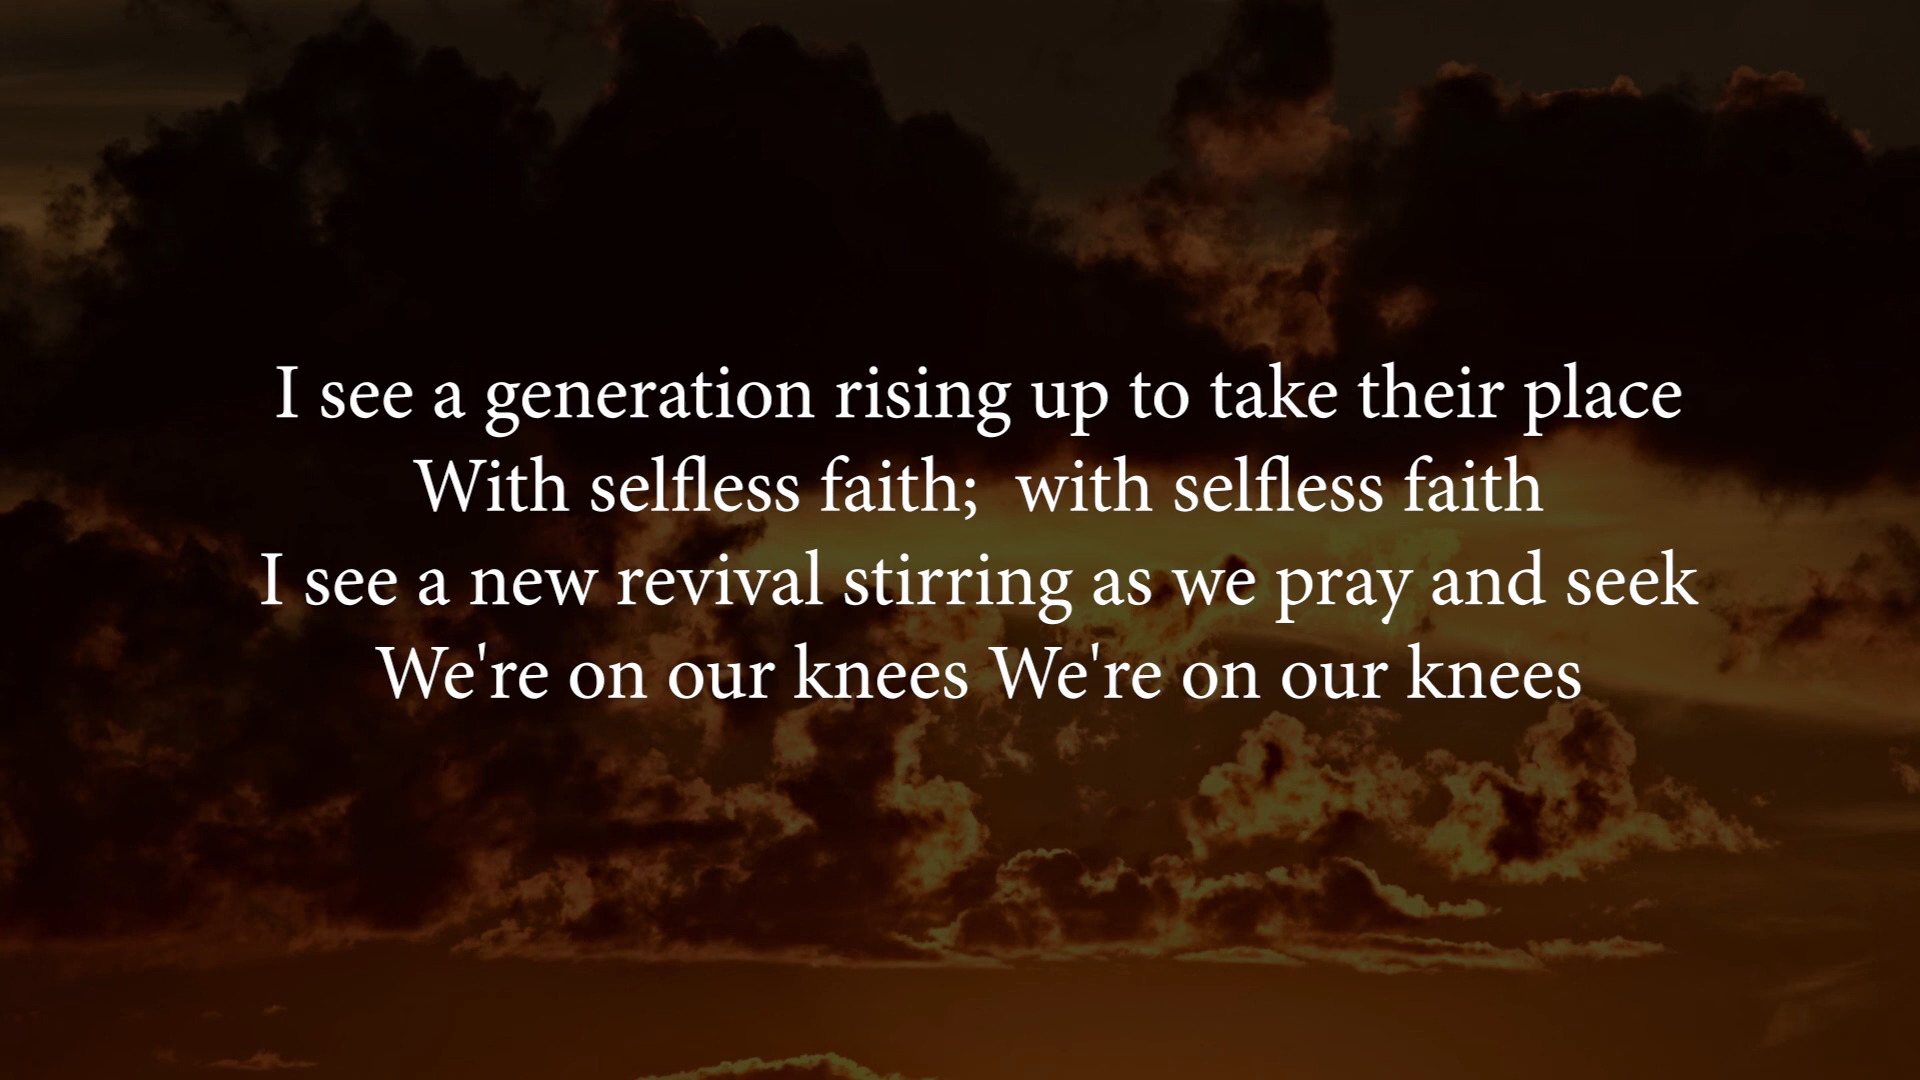 I see a generation rising up to take their place
With selfless faith;  with selfless faith
I see a new revival stirring as we pray and seek
We're on our knees We're on our knees